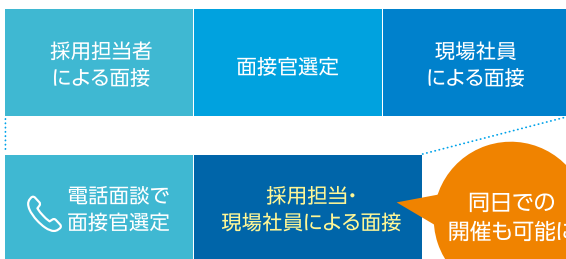 採用担当者
による面接
面接官選定
現場社員
による面接
電話面談で
面接官選定
採用担当・
現場社員による面接
同日での
開催も可能に